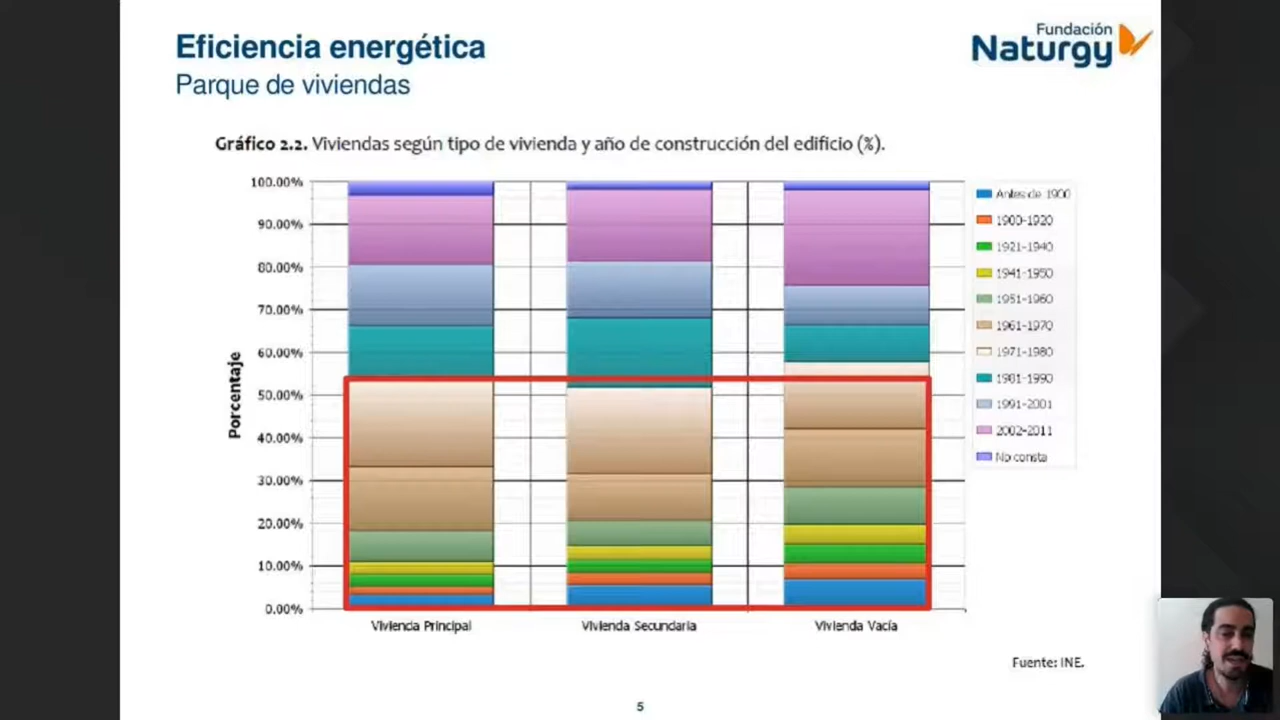 Eficiencia energética
Parque de viviendas
Fundación
Naturgy
Gráfico 2.2. Viviendas según tipo de vivienda y año de construcción del edificio (%).
100.00%
90.00%
80.00%
70.00%
60.00%
50.00%
40.00%
30.00%
20.00%
10.00%
0.00%
Porcentaje
Vivienda Principal
Vivienda Secundaria
Vivienda Vacía
Antes de 1900
1900-1920
1921-1940
1941-1950
1951-1960
1961-1970
1971-1980
1981-1990
1991-2001
2002-2011
No consta
Fuente: INE.
5